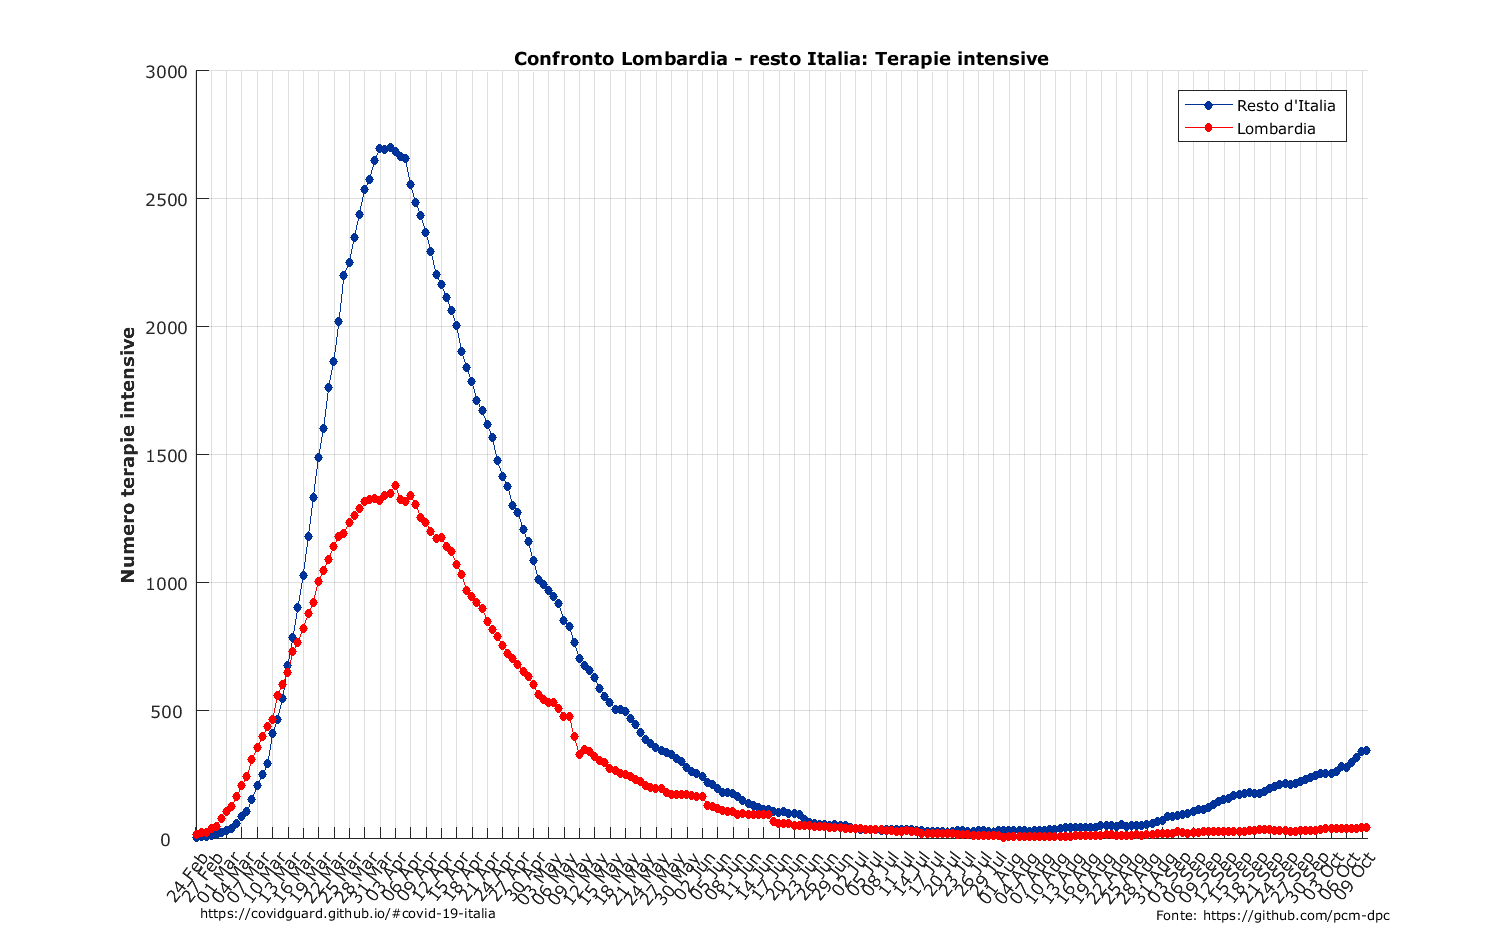 Confronto Lombardia - resto Italia: Terapie intensive
Resto d'Italia
Lombardia
Numero terapie intensive
3000
2500
2000
1500
1000
500
0
24 Feb
27 Feb
01 Mar
04 Mar
07 Mar
10 Mar
13 Mar
16 Mar
19 Mar
22 Mar
25 Mar
28 Mar
31 Mar
03 Apr
06 Apr
09 Apr
12 Apr
15 Apr
18 Apr
21 Apr
24 Apr
27 Apr
30 Apr
03 May
06 May
09 May
12 May
15 May
18 May
21 May
24 May
27 May
30 May
02 Jun
05 Jun
08 Jun
11 Jun
14 Jun
17 Jun
20 Jun
23 Jun
26 Jun
29 Jun
02 Jul
05 Jul
08 Jul
11 Jul
14 Jul
17 Jul
20 Jul
23 Jul
26 Jul
29 Jul
01 Aug
04 Aug
07 Aug
10 Aug
13 Aug
16 Aug
19 Aug
22 Aug
25 Aug
28 Aug
31 Aug
03 Sep
06 Sep
09 Sep
12 Sep
15 Sep
18 Sep
21 Sep
24 Sep
27 Sep
30 Sep
03 Oct
06 Oct
09 Oct
https://covidguard.github.io/#covid-19-italia
Fonte: https://github.com/pcm-dpc